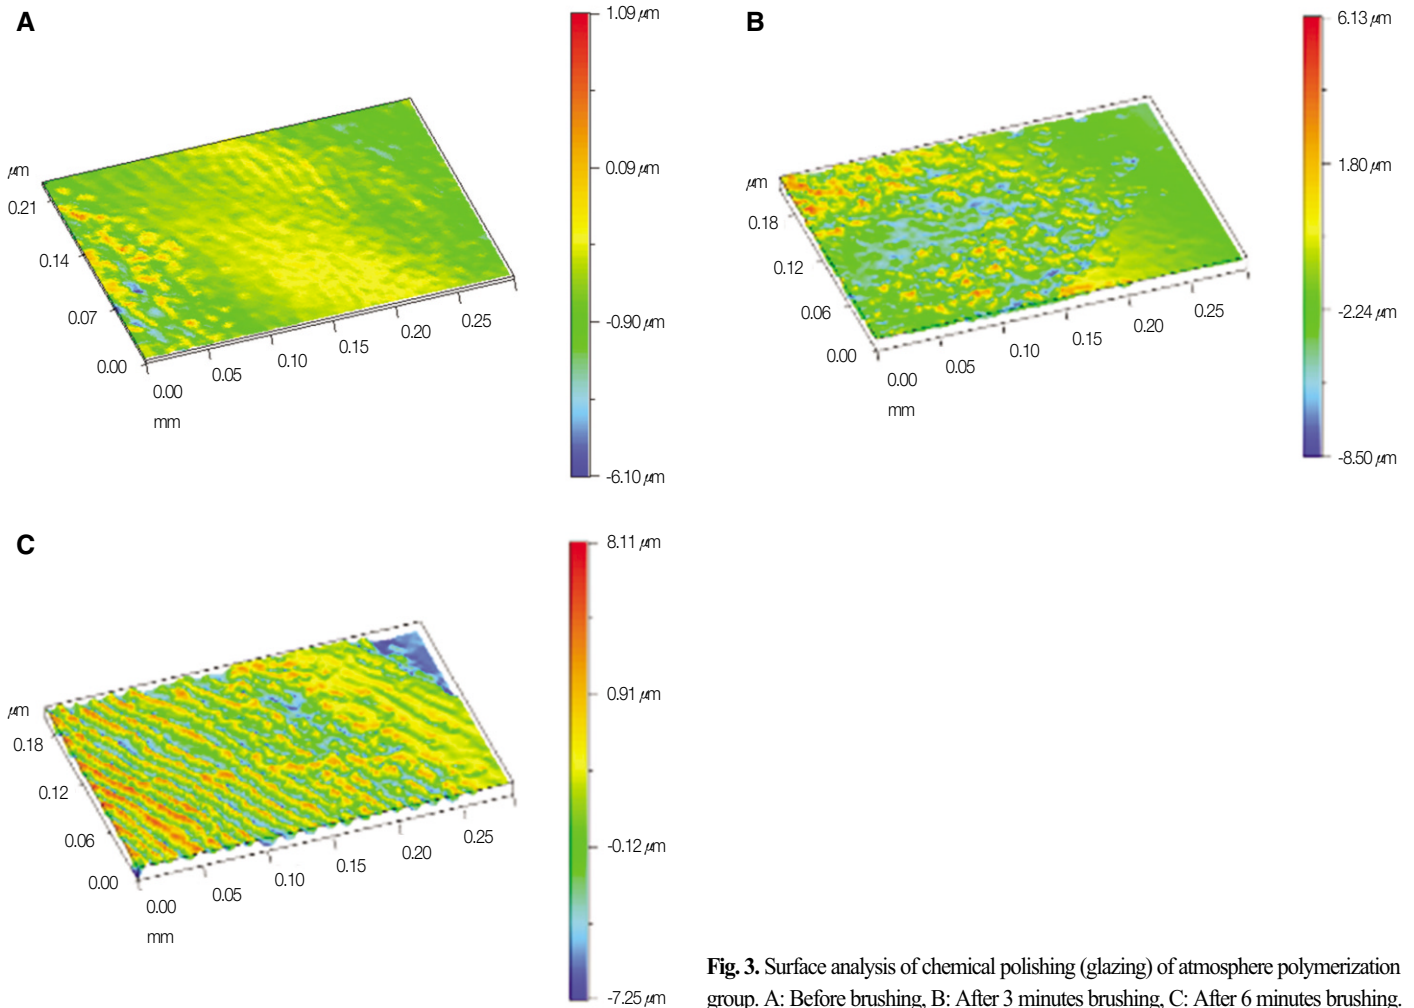 A
1.09 μm
0.09 μm
-0.90 μm
-6.10 μm
μm
0.21
0.14
0.07
0.00
0.00
0.05
0.10
0.15
0.20
0.25
mm
B
6.13 μm
1.80 μm
-2.24 μm
-8.50 μm
μm
0.18
0.12
0.06
0.00
0.00
0.05
0.10
0.15
0.20
0.25
mm
C
8.11 μm
0.91 μm
-0.12 μm
-7.25 μm
μm
0.18
0.12
0.06
0.00
0.00
0.05
0.10
0.15
0.20
0.25
mm
Fig. 3. Surface analysis of chemical polishing (glazing) of atmosphere polymerization
group. A: Before brushing, B: After 3 minutes brushing, C: After 6 minutes brushing.